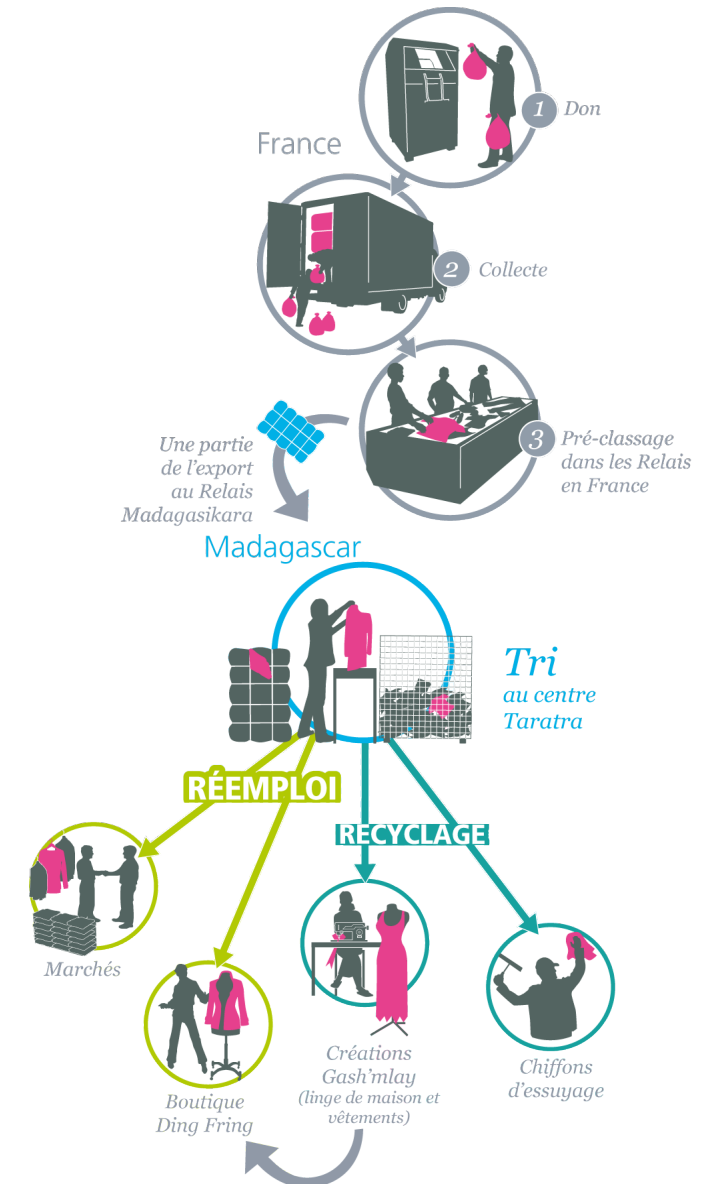 1 Don
France
2 Collecte
3 Pré-classage
dans les Relais
en France
Une partie
de l'export
au Relais
Madagasikara
Madagascar
Tri
au centre
Taratra
RÉEMPLOI
RECYCLAGE
Marchés
Boutique
Ding Fring
Créations
Gash'mlay
(linge de maison et
vêtements)
Chiffons
d'essuyage